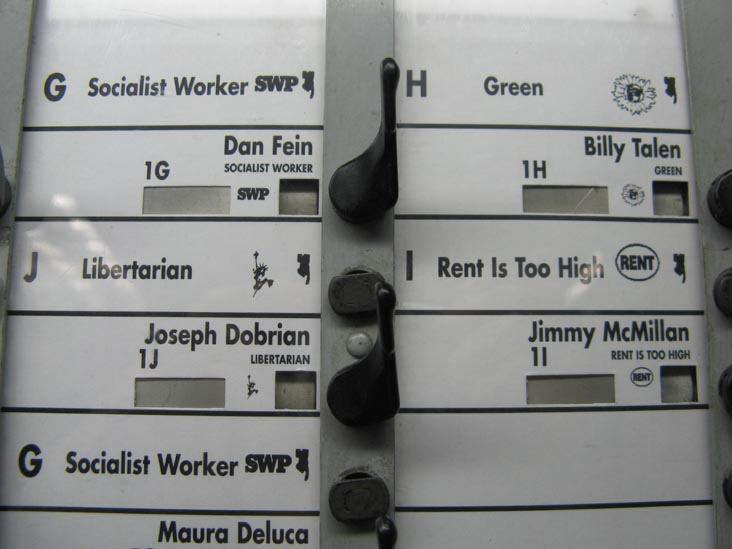 G Socialist Worker SWP
Dan Fein
1G SOCIALIST WORKER
SWP
J Libertarian
Joseph Dobrian
1J LIBERTARIAN
G Socialist Worker SWP
Maura Deluca
H Green
Billy Talen
1H GREEN
I Rent Is Too High RENT
Jimmy McMillan
1I RENT IS TOO HIGH
RENT